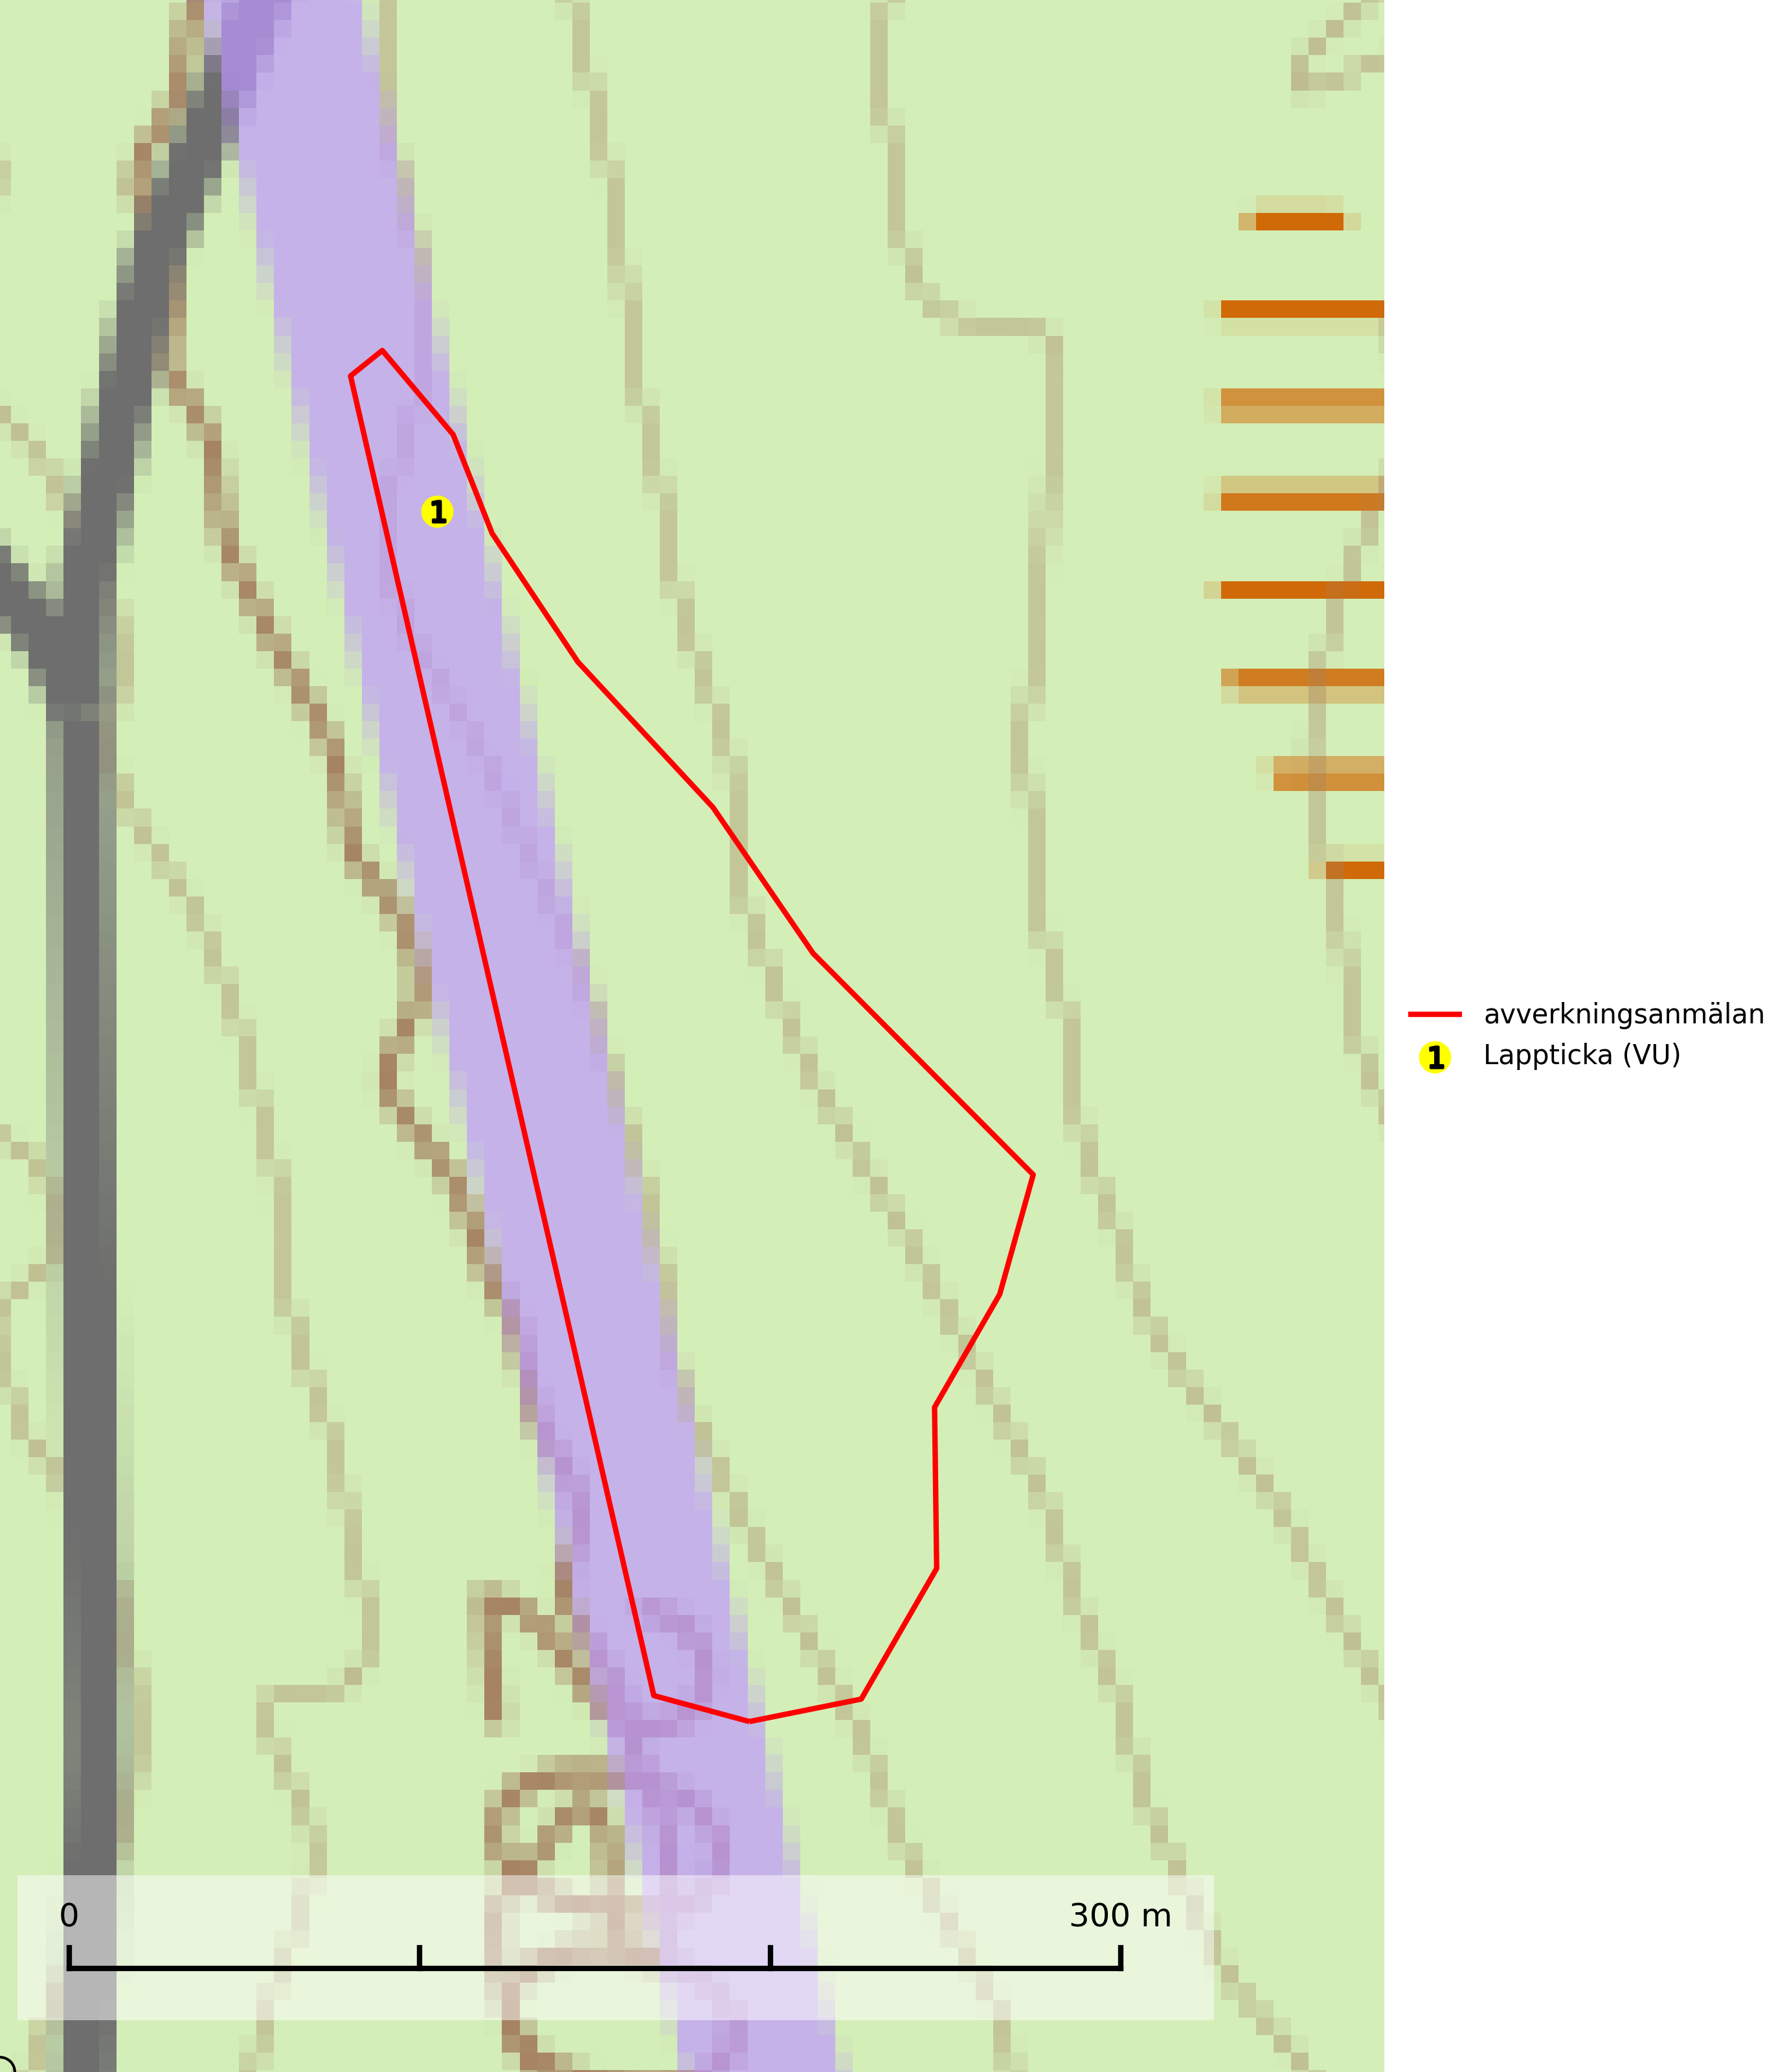 1
avverkningsanmälan
1 Lappticka (VU)
0 300 m